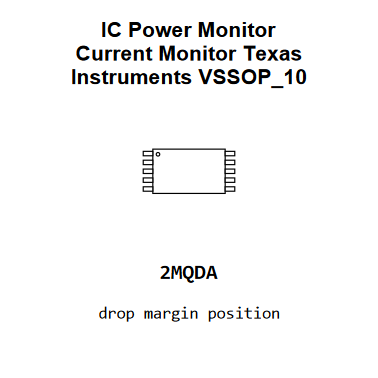 IC Power Monitor
Current Monitor Texas
Instruments VSSOP_10
2MQDA
drop margin position